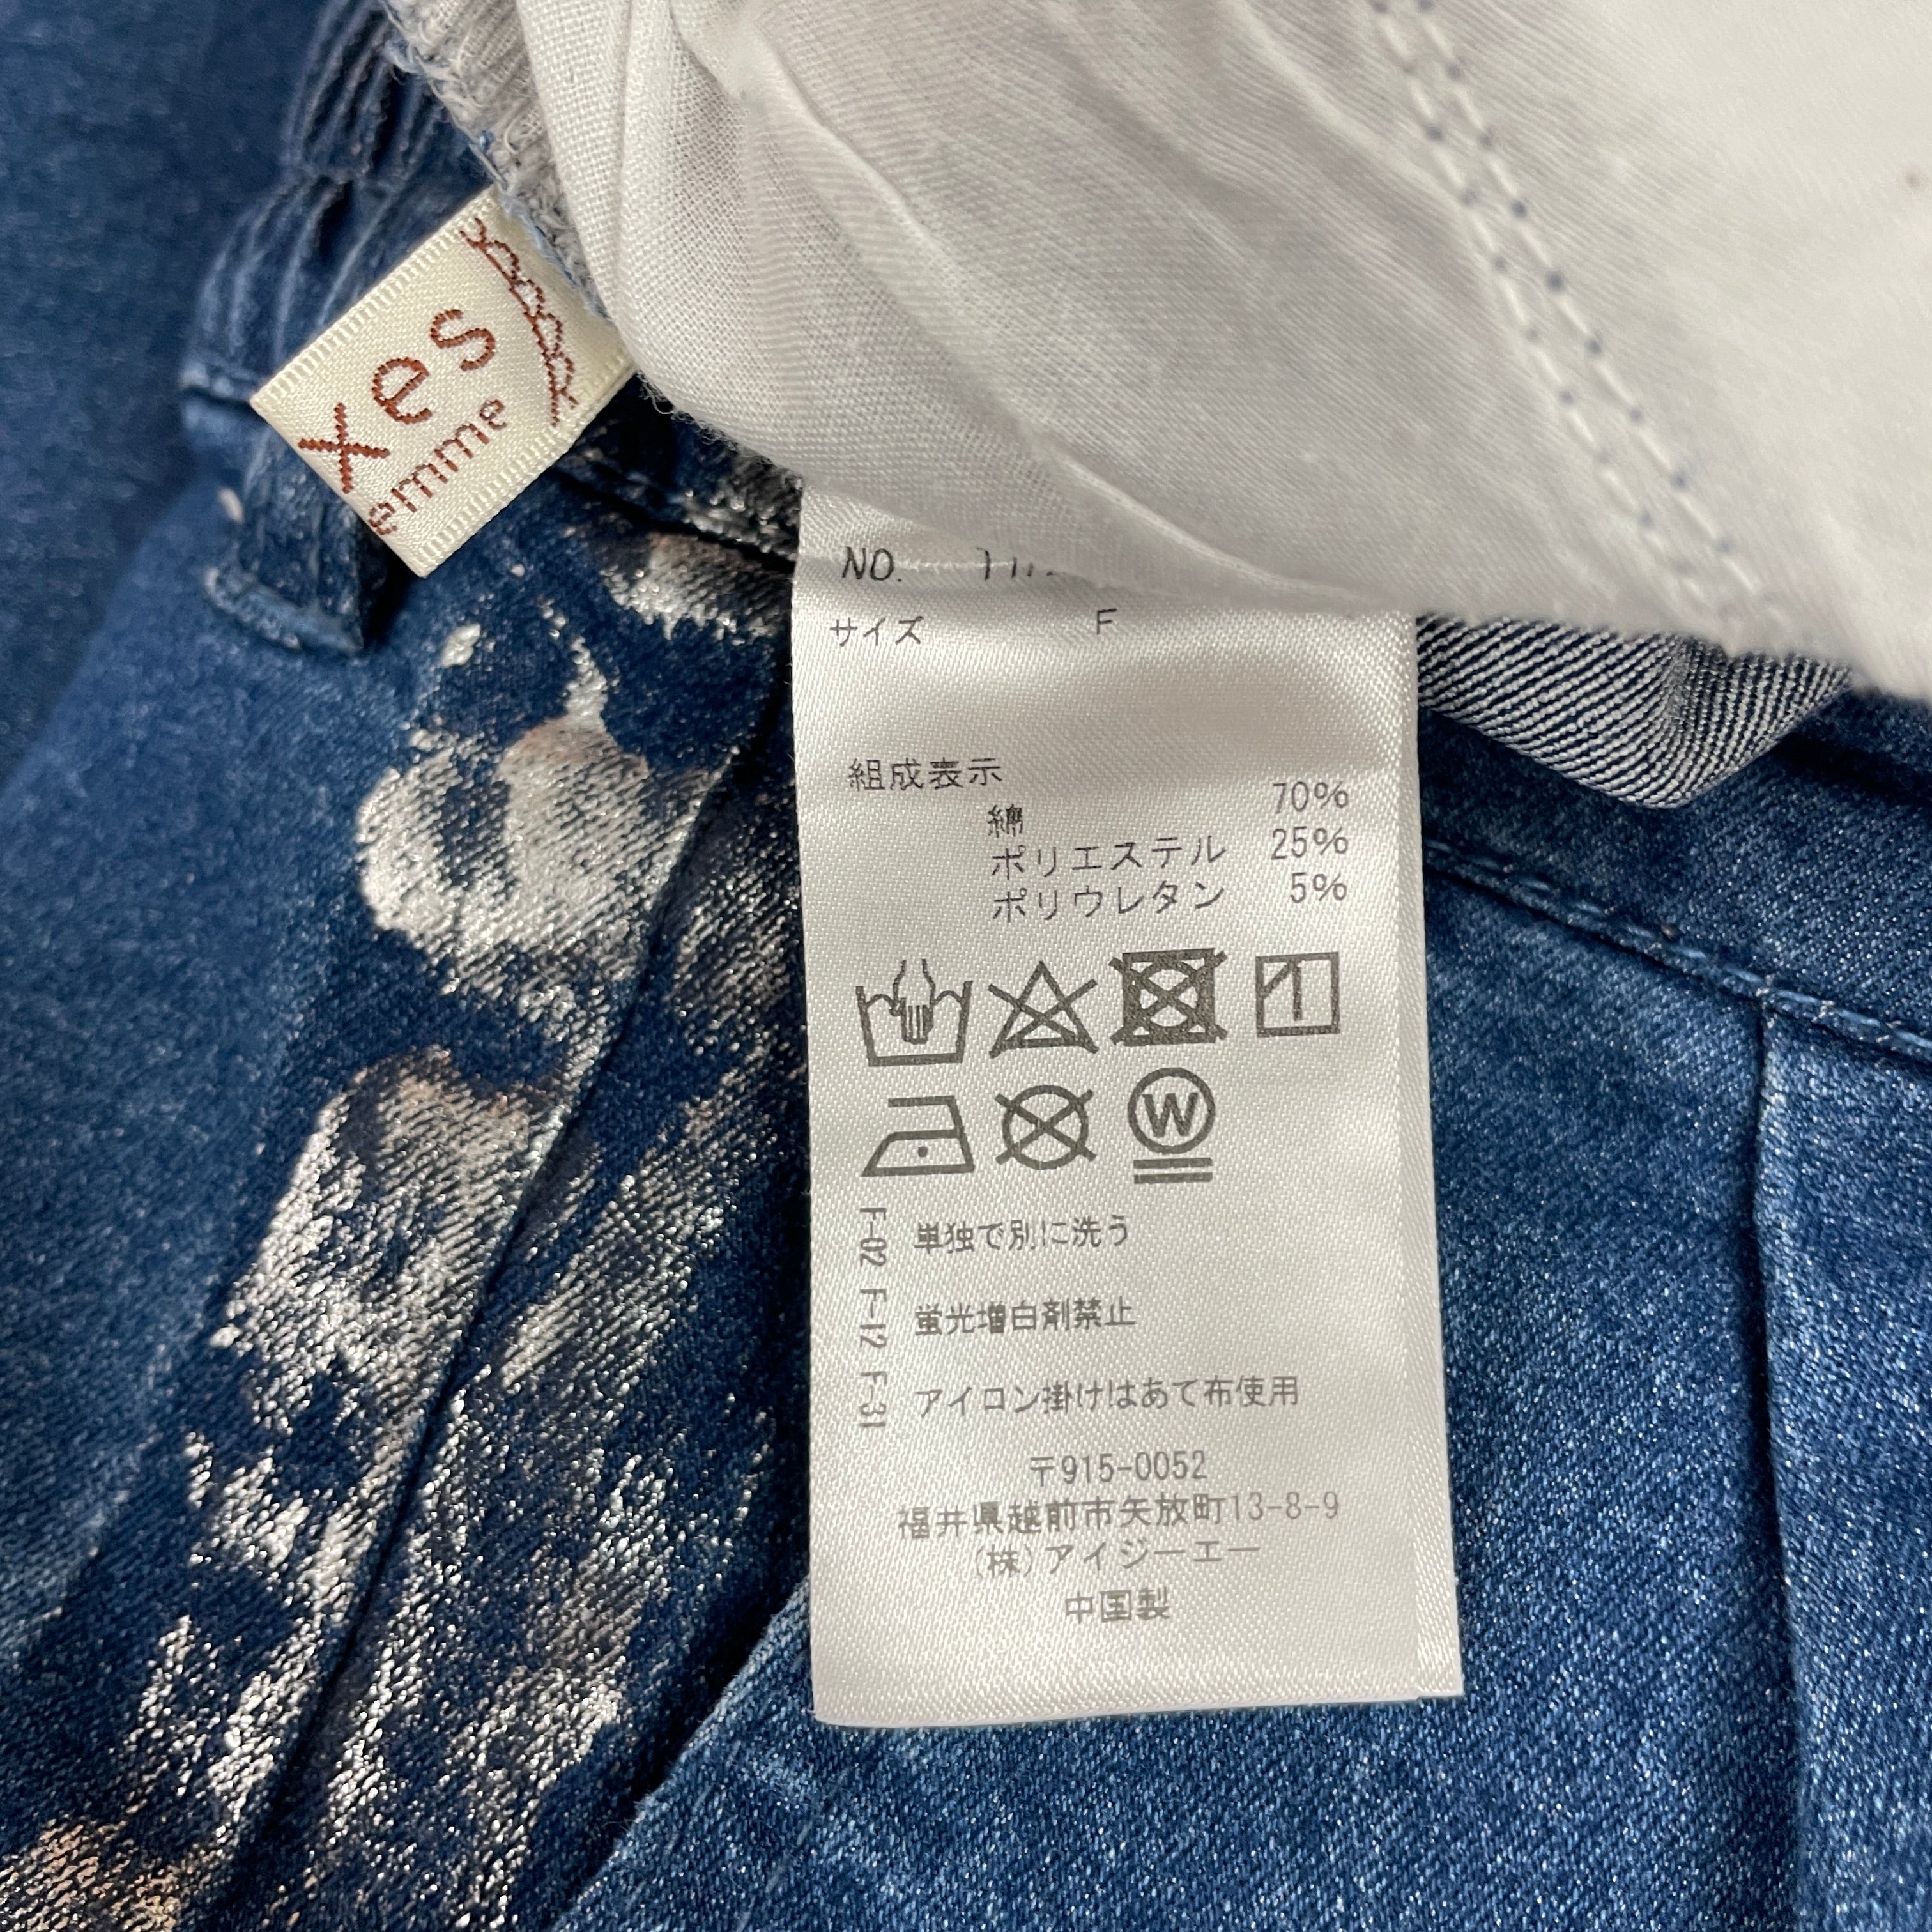 xes
emme
NO.
サイズ F
組成表示
綿 70%
ポリエステル 25%
ポリウレタン 5%
W
F-02 F-12 F-31
単独で別に洗う
蛍光増白剤禁止
アイロン掛けはあて布使用
〒915-0052
福井県越前市矢放町13-8-9
(株)アイジーエー
中国製